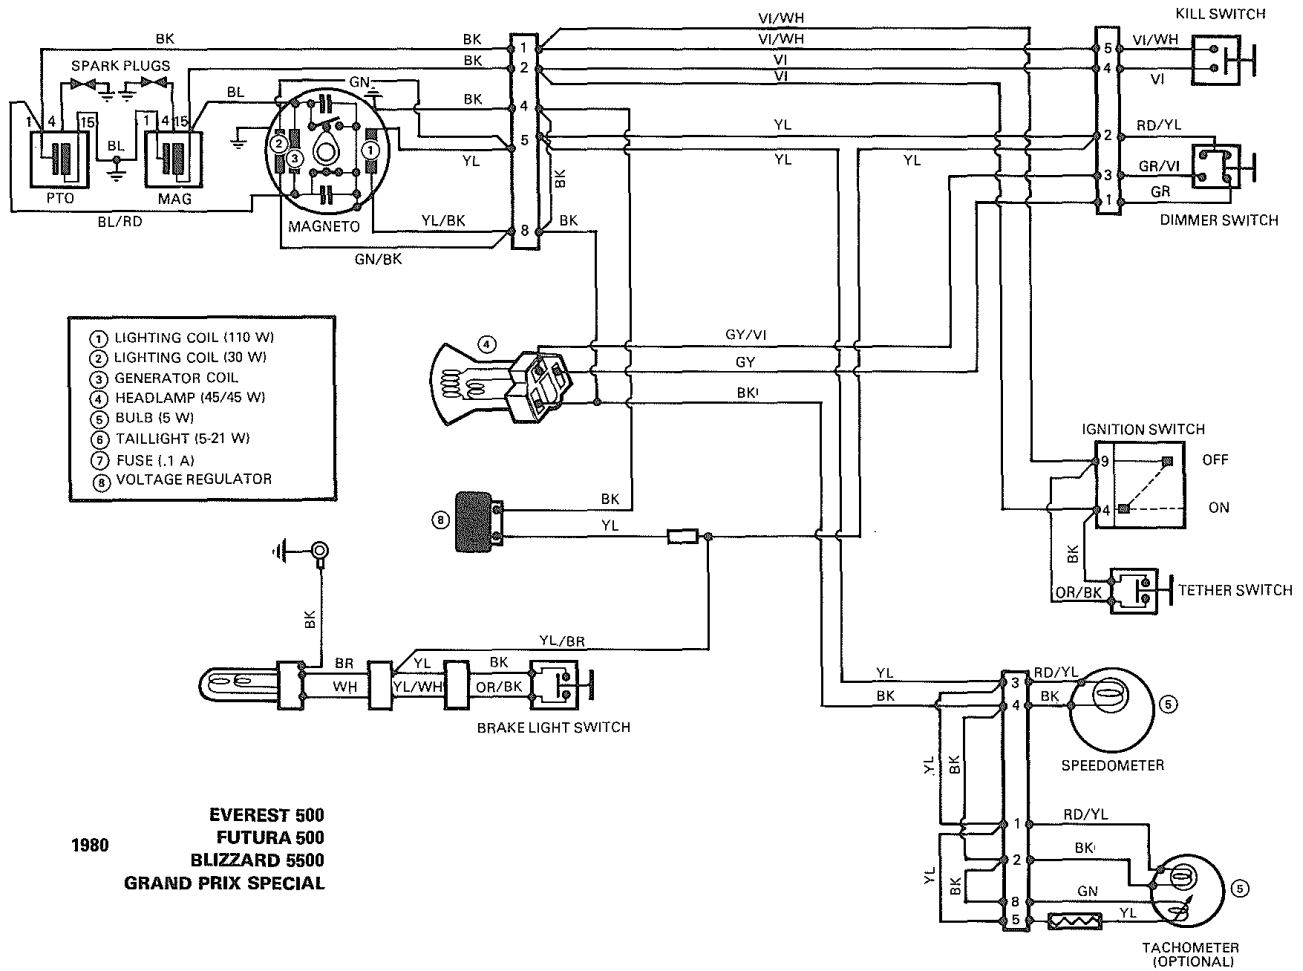 KILL SWITCH
VI/WH
BK
BK
1
VI/WH
5
VI/WH
SPARK PLUGS
BK
2
VI
4
VI
VI
GN
BL
BK
4
1
4
15
1
4
15
YL
2
RD/YL
5
BL
2
3
1
YL
YL
YL
BK
3
GR/VI
GR
PTO
MAG
1
BL/RD
MAGNETO
YL/BK
8
BK
DIMMER SWITCH
GN/BK
1 LIGHTING COIL (110 W)
2 LIGHTING COIL (30 W)
3 GENERATOR COIL
4 HEADLAMP (45/45 W)
5 BULB (5 W)
6 TAILLIGHT (5-21 W)
7 FUSE (.1 A)
8 VOLTAGE REGULATOR
4
GY/VI
GY
BK
IGNITION SWITCH
9
OFF
4
ON
8
BK
YL
BK
OR/BK
TETHER SWITCH
BK
YL/BR
BR
YL
BK
WH
YL/WH
OR/BK
BRAKE LIGHT SWITCH
YL
3
RD/YL
BK
4
BK
5
SPEEDOMETER
YL
BK
1
RD/YL
2
BK
YL
BK
8
GN
5
YL
5
TACHOMETER
(OPTIONAL)
1980
EVEREST 500
FUTURA 500
BLIZZARD 5500
GRAND PRIX SPECIAL